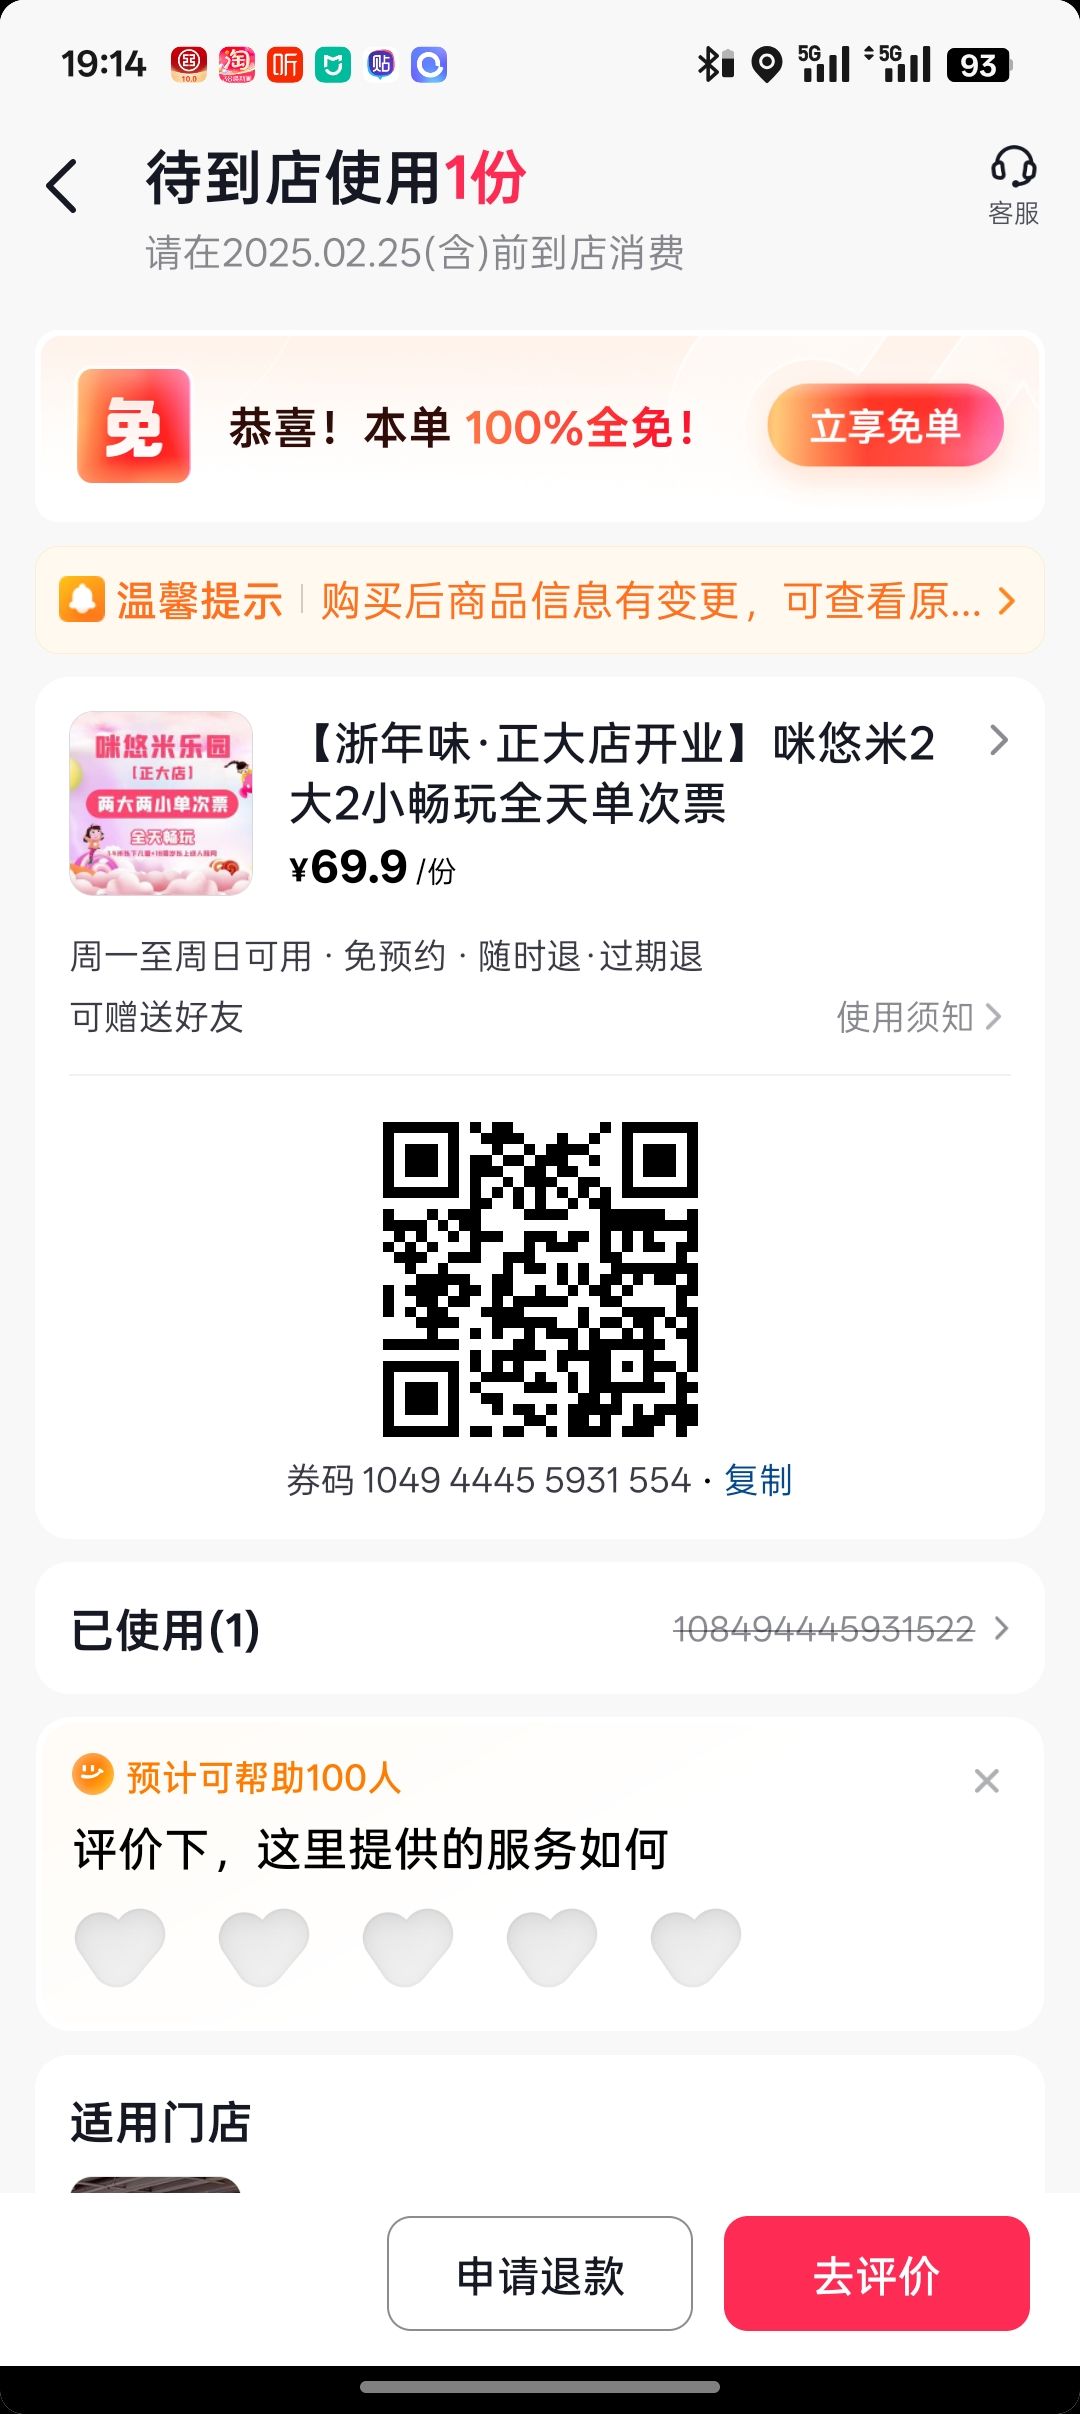 19:14
10.0
淘
听
贴
5G
5G
93
待到店使用1份
请在2025.02.25(含)前到店消费
客服
免
恭喜！本单 100%全免！
立享免单
温馨提示
购买后商品信息有变更，可查看原...
咪悠米乐园
[正大店]
两大两小单次票
全天畅玩
【浙年味·正大店开业】咪悠米2
大2小畅玩全天单次票
¥69.9 /份
周一至周日可用 · 免预约 · 随时退·过期退
可赠送好友
使用须知
券码 1049 4445 5931 554 · 复制
已使用(1)
108494445931522
预计可帮助100人
评价下，这里提供的服务如何
适用门店
申请退款
去评价